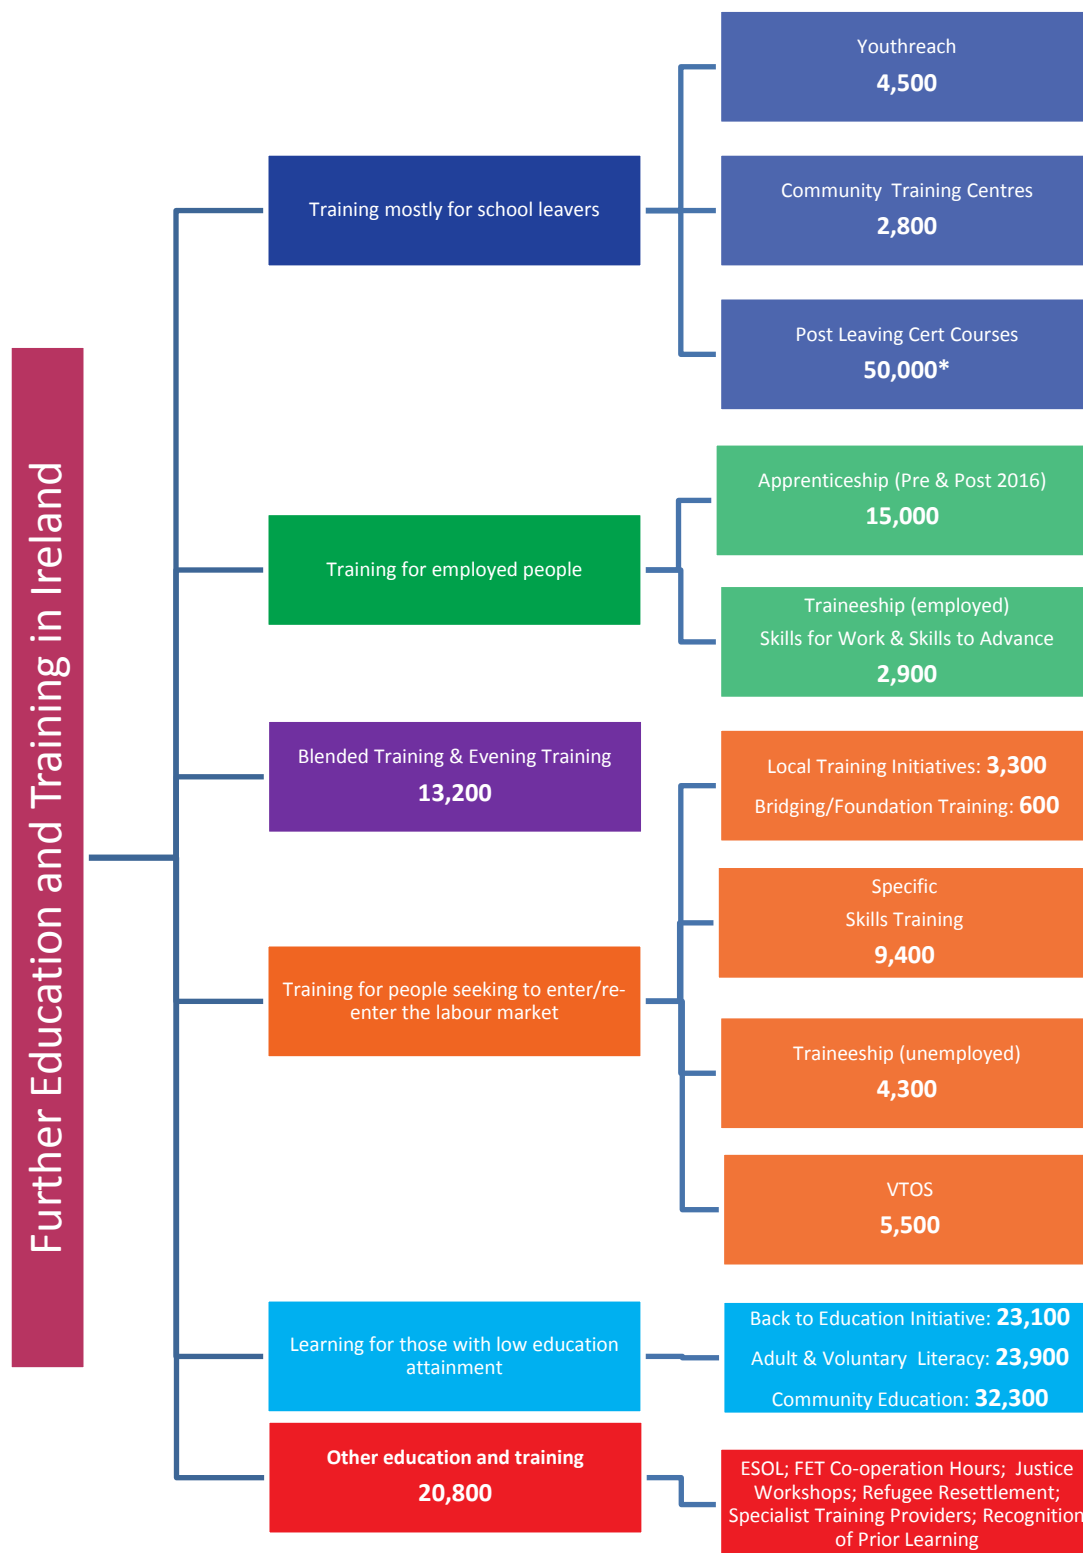 Further Education and Training in Ireland
Training mostly for school leavers
Youthreach
4,500
Community Training Centres
2,800
Post Leaving Cert Courses
50,000*
Training for employed people
Apprenticeship (Pre & Post 2016)
15,000
Traineeship (employed)
Skills for Work & Skills to Advance
2,900
Blended Training & Evening Training
13,200
Training for people seeking to enter/re-
enter the labour market
Local Training Initiatives: 3,300
Bridging/Foundation Training: 600
Specific
Skills Training
9,400
Traineeship (unemployed)
4,300
VTOS
5,500
Learning for those with low education
attainment
Back to Education Initiative: 23,100
Adult & Voluntary Literacy: 23,900
Community Education: 32,300
Other education and training
20,800
ESOL; FET Co-operation Hours; Justice
Workshops; Refugee Resettlement;
Specialist Training Providers; Recognition
of Prior Learning